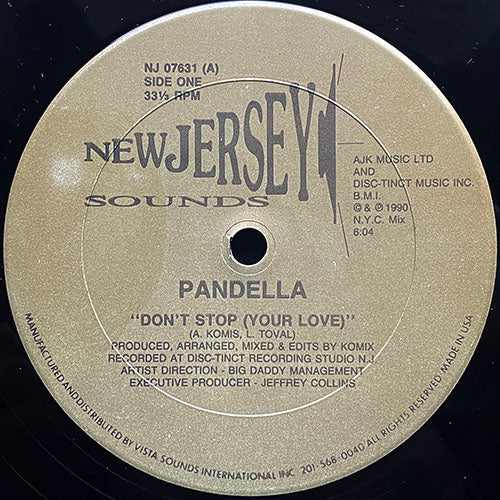 NJ 07631 (A)
SIDE ONE
33⅓ RPM
NEW JERSEY
SOUNDS
AJK MUSIC LTD
AND
DISC-TINCT MUSIC INC.
B.M.I.
© & ℗ 1990
N.Y.C. Mix
6:04
PANDELLA
"DON'T STOP (YOUR LOVE)"
(A. KOMIS, L. TOVAL)
PRODUCED, ARRANGED, MIXED & EDITS BY KOMIX
RECORDED AT DISC-TINCT RECORDING STUDIO N.J.
ARTIST DIRECTION - BIG DADDY MANAGEMENT
EXECUTIVE PRODUCER - JEFFREY COLLINS
MANUFACTURED AND DISTRIBUTED BY VISTA SOUNDS INTERNATIONAL INC 201-568-0040 ALL RIGHTS RESERVED. MADE IN USA